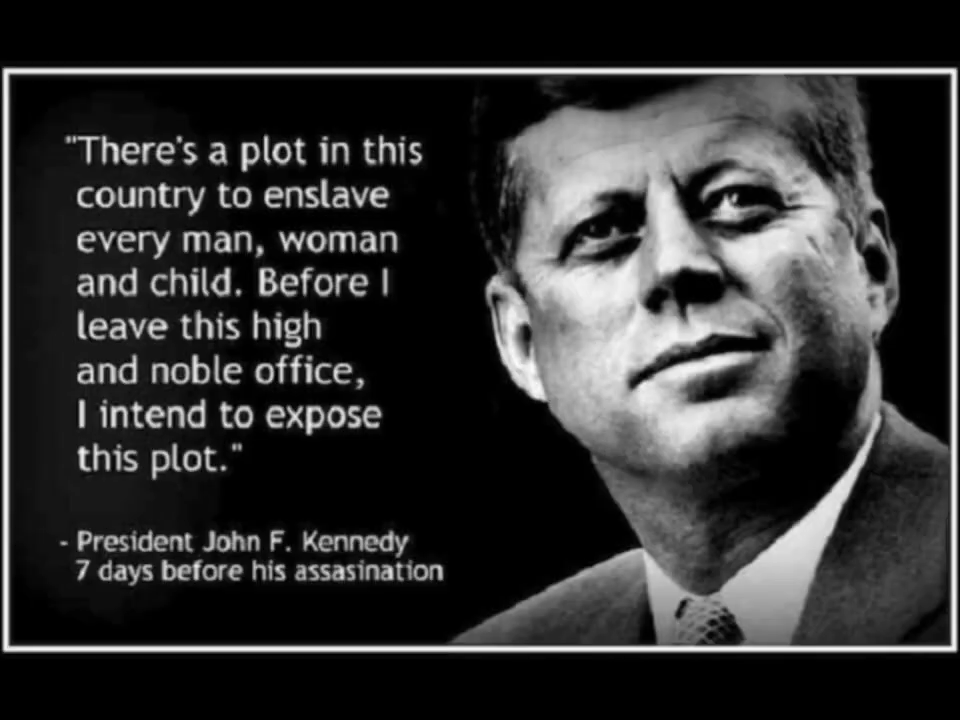 "There's a plot in this
country to enslave
every man, woman
and child. Before I
leave this high
and noble office,
I intend to expose
this plot."
- President John F. Kennedy
7 days before his assasination